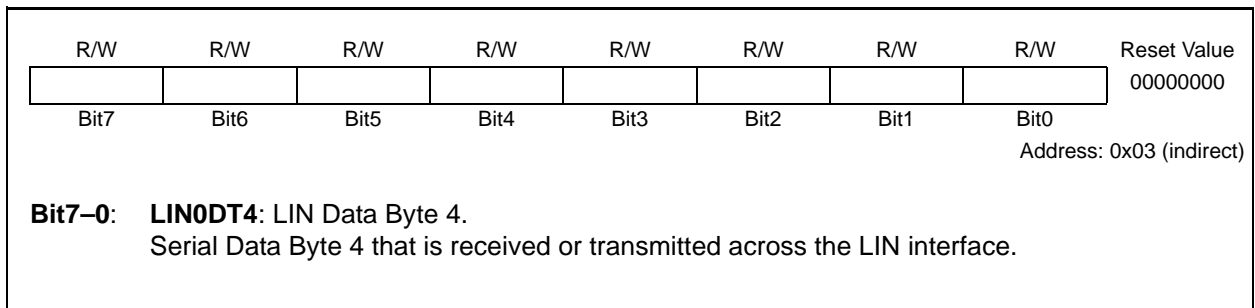 R/W R/W R/W R/W R/W R/W R/W R/W Reset Value
00000000
Bit7 Bit6 Bit5 Bit4 Bit3 Bit2 Bit1 Bit0
Address: 0x03 (indirect)
Bit7–0: LIN0DT4: LIN Data Byte 4.
Serial Data Byte 4 that is received or transmitted across the LIN interface.